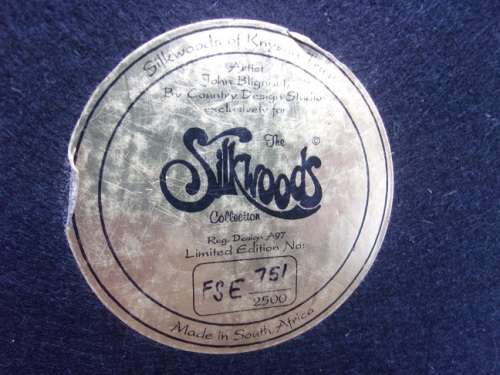 Silkwoods of Knysna
Artist
John Blignaut
By Country Design Studio
exclusively for
The
Silkwoods ©
Collection
Reg. Design A97
Limited Edition No:
FSE 751
2500
Made in South Africa